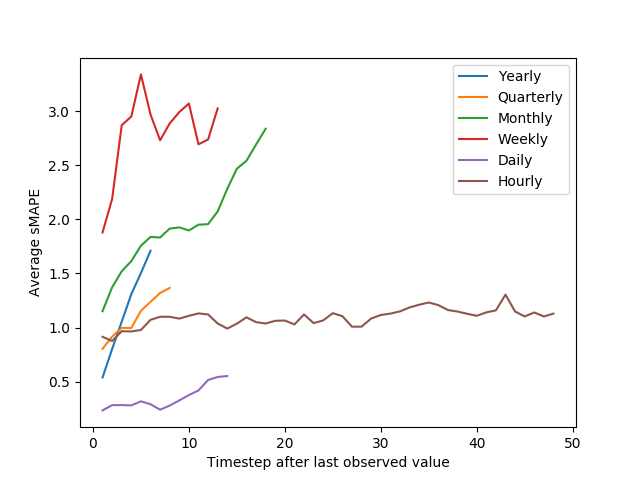 Average sMAPE
3.0
2.5
2.0
1.5
1.0
0.5
0 10 20 30 40 50
Timestep after last observed value
Yearly
Quarterly
Monthly
Weekly
Daily
Hourly